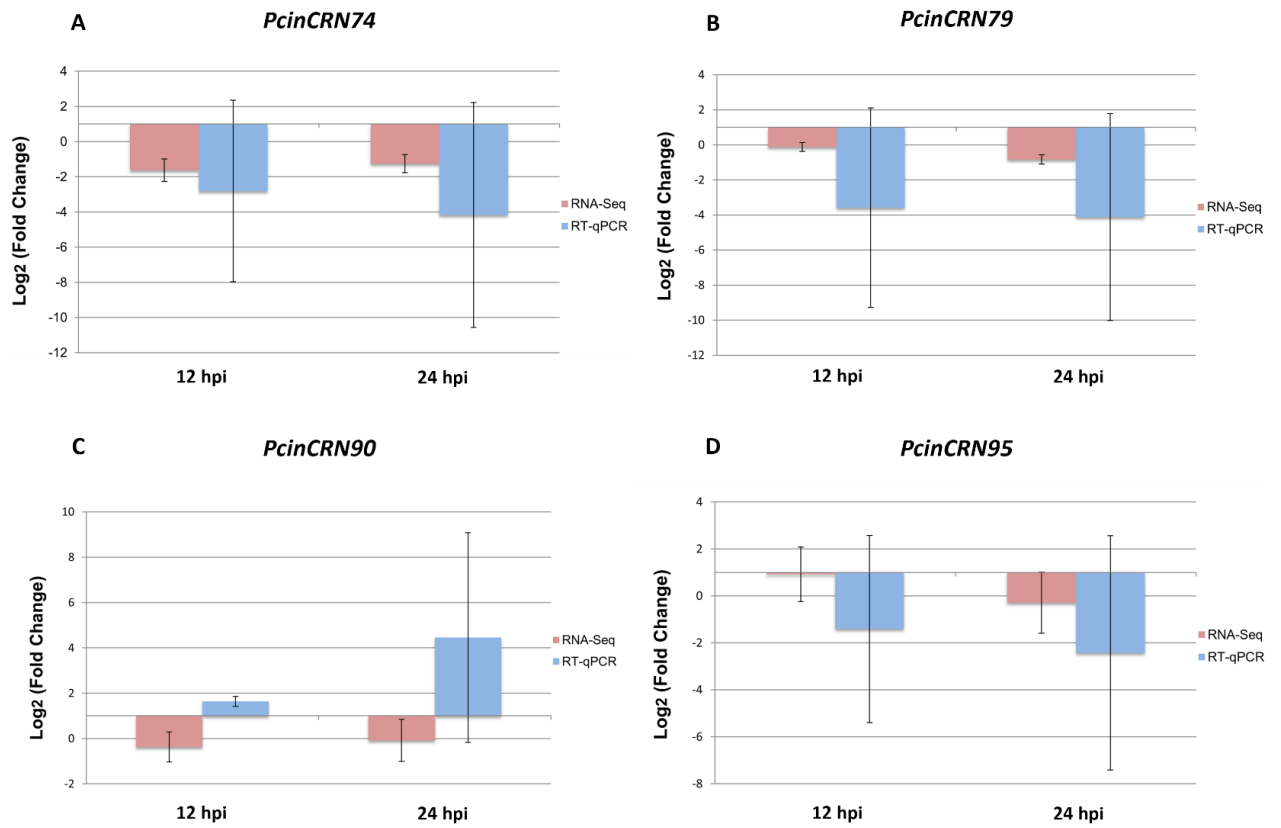 A
PcinCRN74
4
2
0
-2
-4
-6
-8
-10
-12
Log2 (Fold Change)
12 hpi
24 hpi
RNA-Seq
RT-qPCR
B
PcinCRN79
4
2
0
-2
-4
-6
-8
-10
-12
Log2 (Fold Change)
12 hpi
24 hpi
RNA-Seq
RT-qPCR
C
PcinCRN90
10
8
6
4
2
0
-2
Log2 (Fold Change)
12 hpi
24 hpi
RNA-Seq
RT-qPCR
D
PcinCRN95
4
2
0
-2
-4
-6
-8
Log2 (Fold Change)
12 hpi
24 hpi
RNA-Seq
RT-qPCR